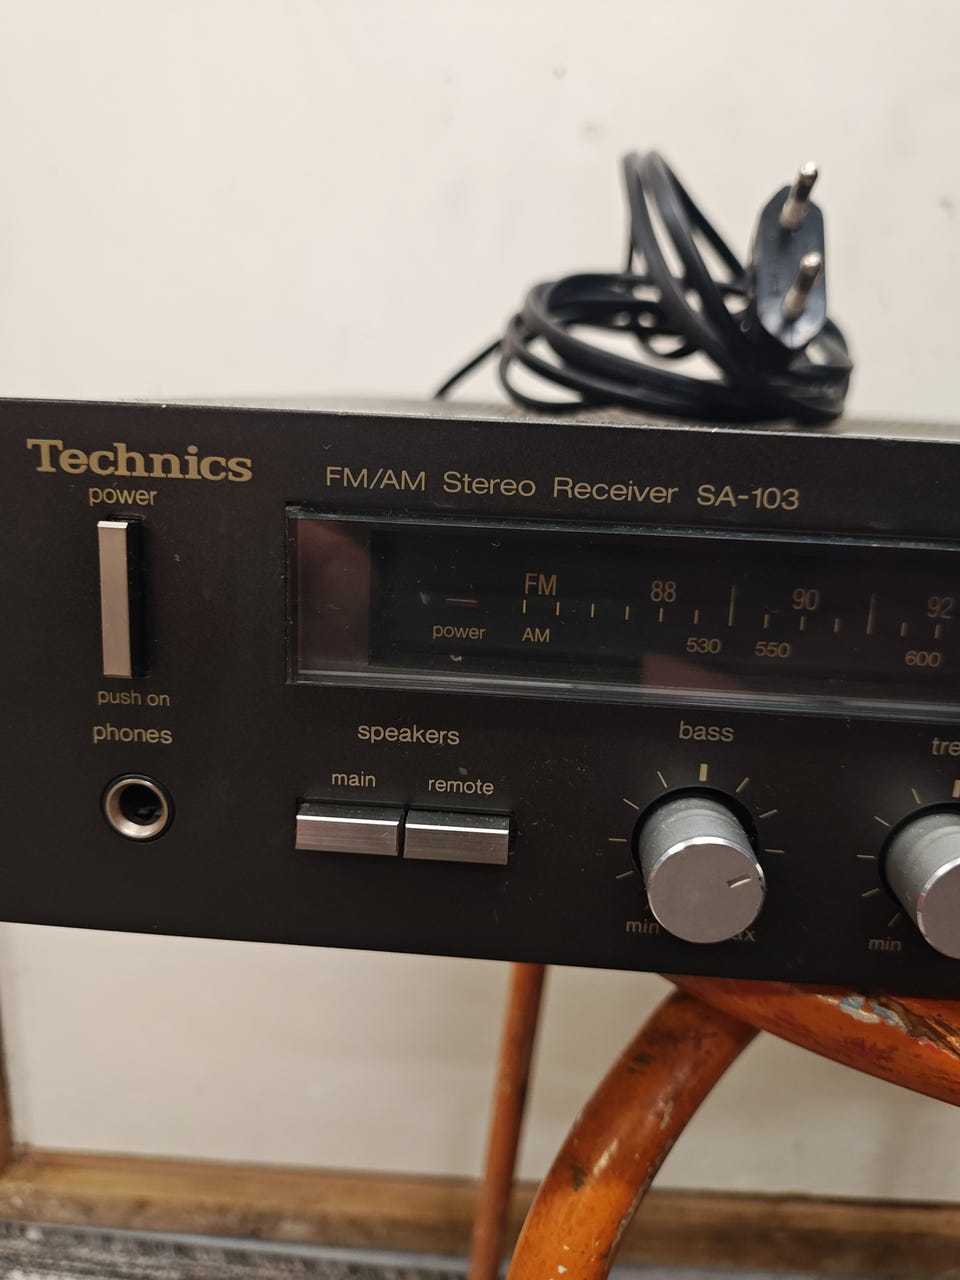 Technics
FM/AM Stereo Receiver SA-103
power
push on
FM 88 90 92
power AM 530 550 600
phones
speakers
main remote
bass
min
min